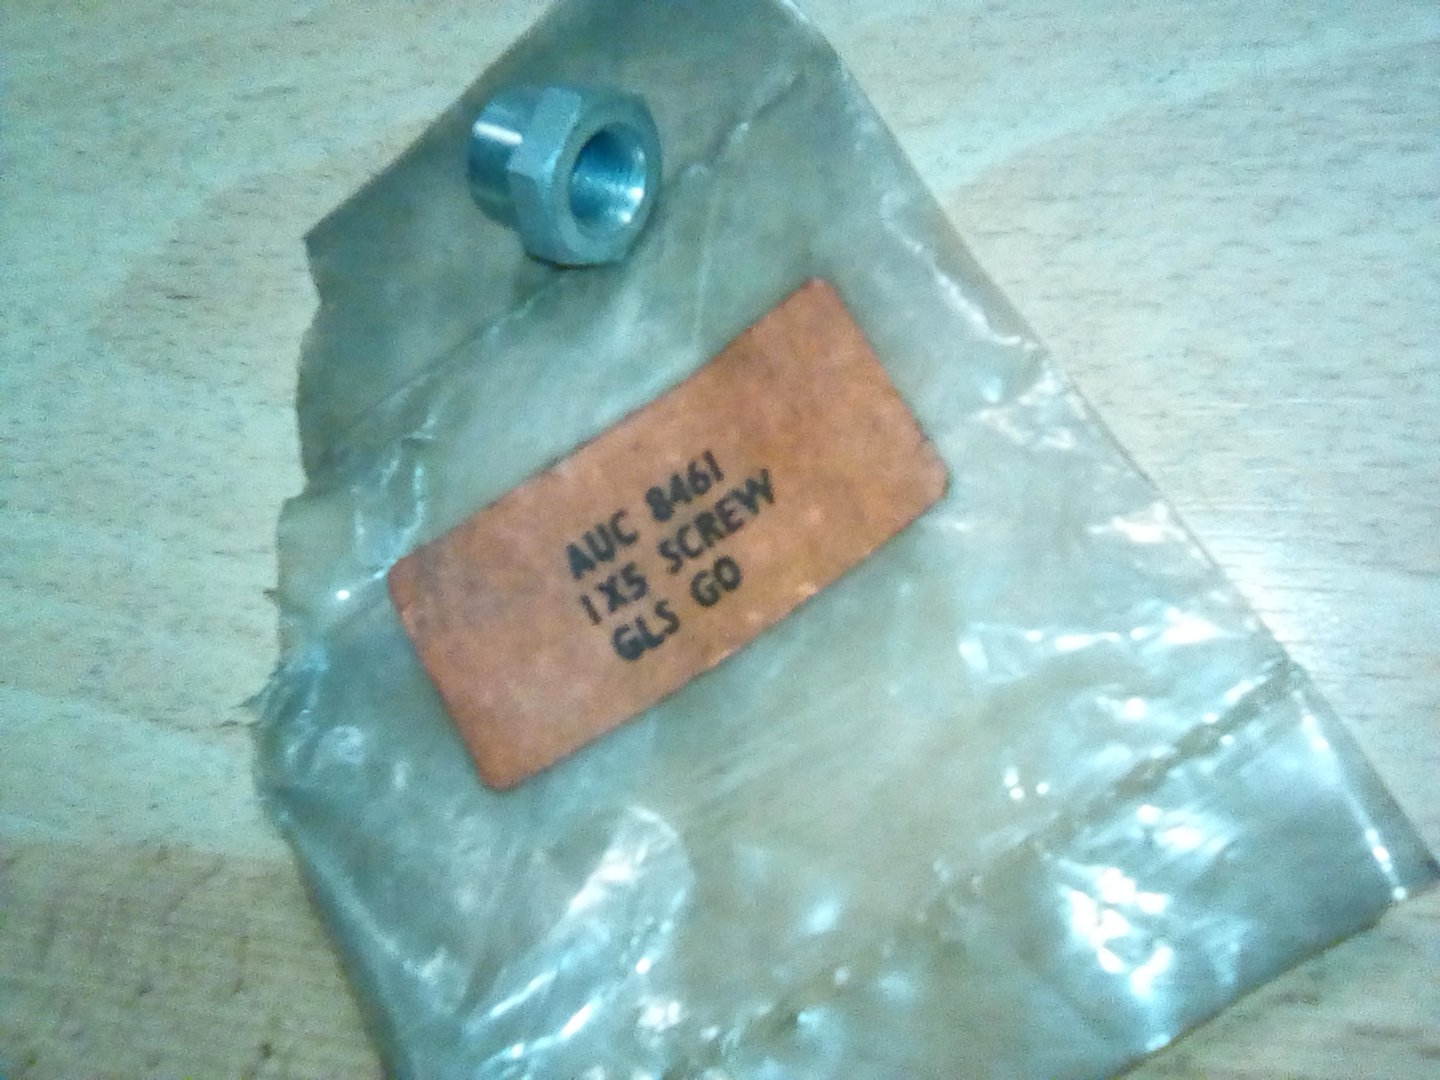 AUC 8461
1X5 SCREW
GLS GO